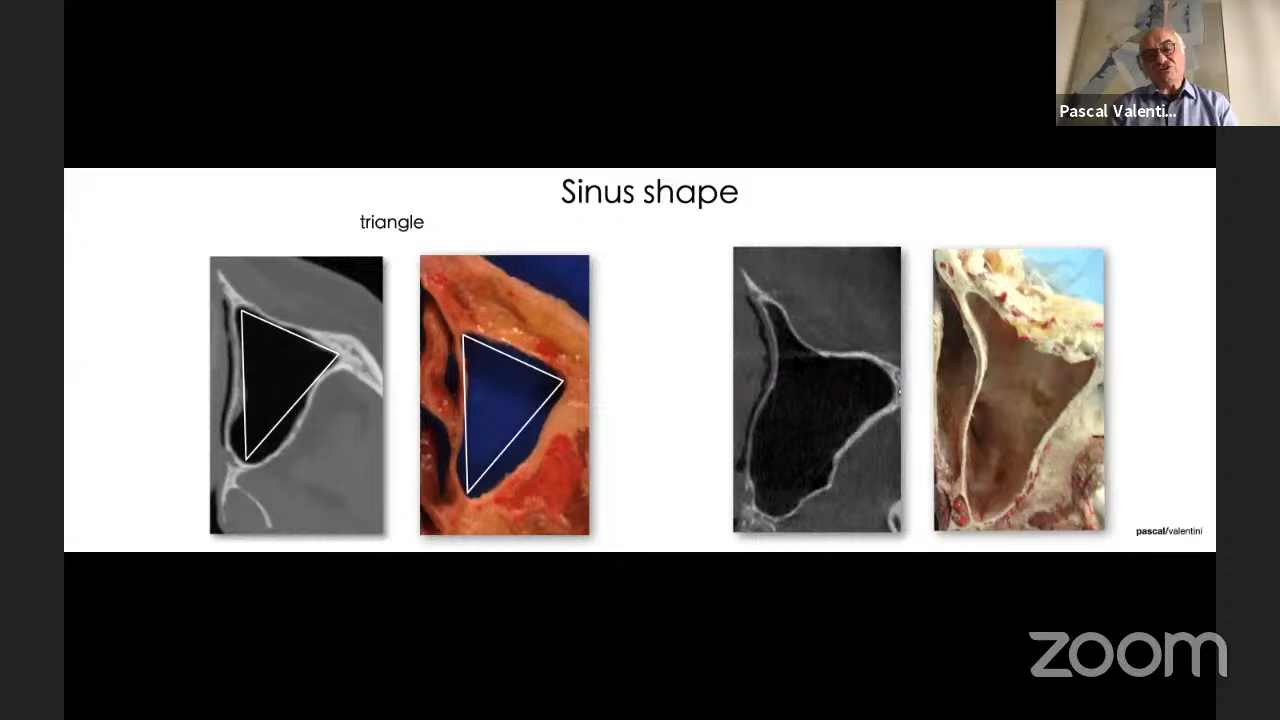 Pascal Valenti...
Sinus shape
triangle
pascal/valentini
zoom